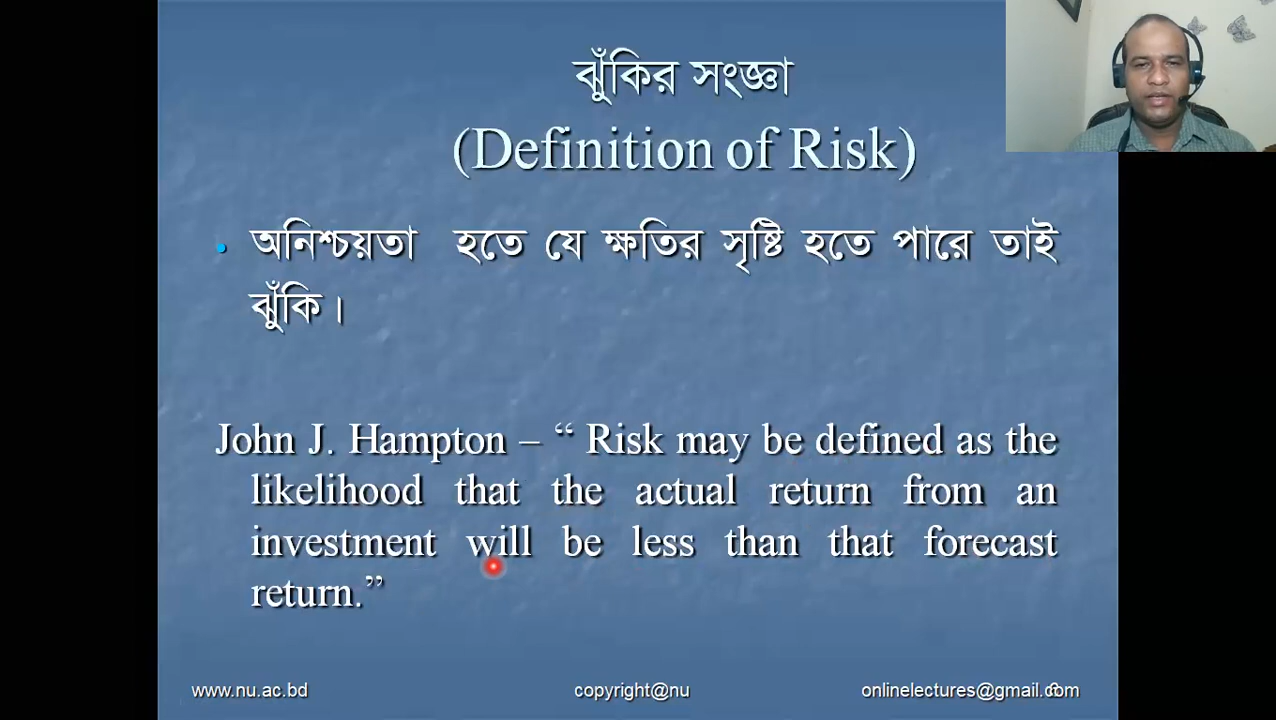 ঝুঁকির সংজ্ঞা
(Definition of Risk)
• অনিশ্চয়তা হতে যে ক্ষতির সৃষ্টি হতে পারে তাই
ঝুঁকি।
John J. Hampton – “ Risk may be defined as the
likelihood that the actual return from an
investment will be less than that forecast
return.”
www.nu.ac.bd copyright@nu onlinelectures@gmail.com